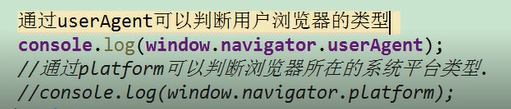 通过userAgent可以判断用户浏览器的类型
console.log(window.navigator.userAgent);
//通过platform可以判断浏览器所在的系统平台类型.
//console.log(window.navigator.platform);